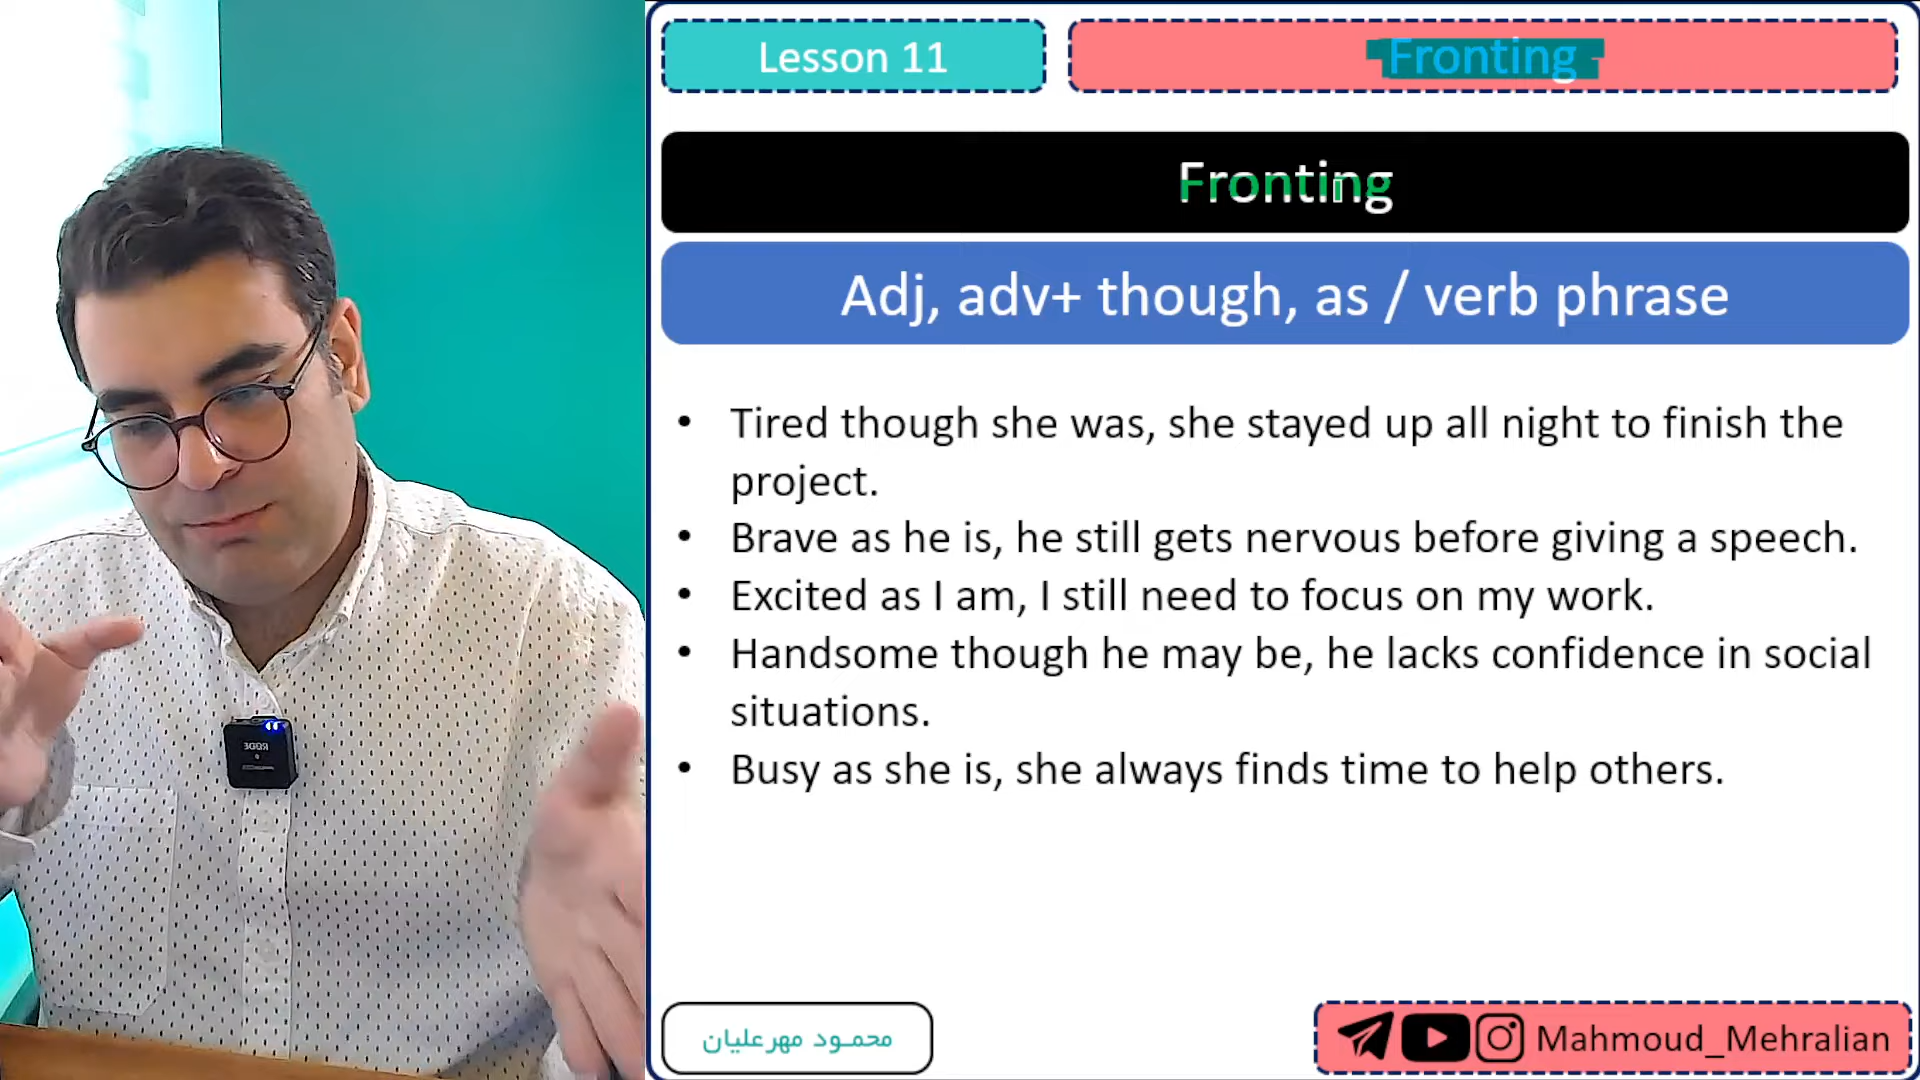 Lesson 11
Fronting
Fronting
Adj, adv+ though, as / verb phrase
• Tired though she was, she stayed up all night to finish the
project.
• Brave as he is, he still gets nervous before giving a speech.
• Excited as I am, I still need to focus on my work.
• Handsome though he may be, he lacks confidence in social
situations.
• Busy as she is, she always finds time to help others.
RØDE
محمـود مهرعلیان
Mahmoud_Mehralian